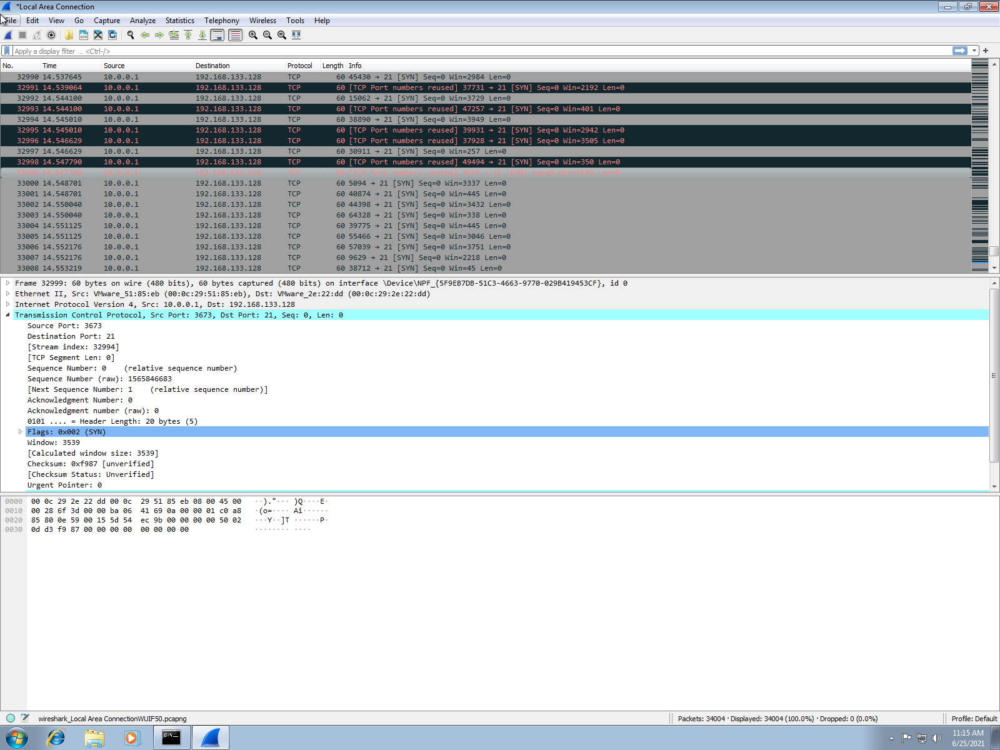 *Local Area Connection
File Edit View Go Capture Analyze Statistics Telephony Wireless Tools Help
Apply a display filter ... <Ctrl-/>
No. Time Source Destination Protocol Length Info
32990 14.537645 10.0.0.1 192.168.133.128 TCP 60 45430 → 21 [SYN] Seq=0 Win=2984 Len=0
32991 14.539064 10.0.0.1 192.168.133.128 TCP 60 [TCP Port numbers reused] 37731 → 21 [SYN] Seq=0 Win=2192 Len=0
32992 14.544100 10.0.0.1 192.168.133.128 TCP 60 15062 → 21 [SYN] Seq=0 Win=3729 Len=0
32993 14.544100 10.0.0.1 192.168.133.128 TCP 60 [TCP Port numbers reused] 47257 → 21 [SYN] Seq=0 Win=401 Len=0
32994 14.545010 10.0.0.1 192.168.133.128 TCP 60 38890 → 21 [SYN] Seq=0 Win=3949 Len=0
32995 14.545010 10.0.0.1 192.168.133.128 TCP 60 [TCP Port numbers reused] 39931 → 21 [SYN] Seq=0 Win=2942 Len=0
32996 14.546629 10.0.0.1 192.168.133.128 TCP 60 [TCP Port numbers reused] 37928 → 21 [SYN] Seq=0 Win=3505 Len=0
32997 14.546629 10.0.0.1 192.168.133.128 TCP 60 30911 → 21 [SYN] Seq=0 Win=257 Len=0
32998 14.547790 10.0.0.1 192.168.133.128 TCP 60 [TCP Port numbers reused] 49494 → 21 [SYN] Seq=0 Win=350 Len=0
32999 14.547790 10.0.0.1 192.168.133.128 TCP 60 [TCP Port numbers reused] 3673 → 21 [SYN] Seq=0 Win=3539 Len=0
33000 14.548701 10.0.0.1 192.168.133.128 TCP 60 5094 → 21 [SYN] Seq=0 Win=3337 Len=0
33001 14.548701 10.0.0.1 192.168.133.128 TCP 60 40874 → 21 [SYN] Seq=0 Win=445 Len=0
33002 14.550040 10.0.0.1 192.168.133.128 TCP 60 44398 → 21 [SYN] Seq=0 Win=3432 Len=0
33003 14.550040 10.0.0.1 192.168.133.128 TCP 60 64328 → 21 [SYN] Seq=0 Win=338 Len=0
33004 14.551125 10.0.0.1 192.168.133.128 TCP 60 39775 → 21 [SYN] Seq=0 Win=445 Len=0
33005 14.551125 10.0.0.1 192.168.133.128 TCP 60 55466 → 21 [SYN] Seq=0 Win=3046 Len=0
33006 14.552176 10.0.0.1 192.168.133.128 TCP 60 57039 → 21 [SYN] Seq=0 Win=3751 Len=0
33007 14.552176 10.0.0.1 192.168.133.128 TCP 60 9629 → 21 [SYN] Seq=0 Win=2218 Len=0
33008 14.553219 10.0.0.1 192.168.133.128 TCP 60 38712 → 21 [SYN] Seq=0 Win=45 Len=0
Frame 32999: 60 bytes on wire (480 bits), 60 bytes captured (480 bits) on interface \Device\NPF_{5F9EB7DB-51C3-4663-9770-029B419453CF}, id 0
Ethernet II, Src: VMware_51:85:eb (00:0c:29:51:85:eb), Dst: VMware_2e:22:dd (00:0c:29:2e:22:dd)
Internet Protocol Version 4, Src: 10.0.0.1, Dst: 192.168.133.128
Transmission Control Protocol, Src Port: 3673, Dst Port: 21, Seq: 0, Len: 0
Source Port: 3673
Destination Port: 21
[Stream index: 32994]
[TCP Segment Len: 0]
Sequence Number: 0 (relative sequence number)
Sequence Number (raw): 1565846683
[Next Sequence Number: 1 (relative sequence number)]
Acknowledgment Number: 0
Acknowledgment number (raw): 0
0101 .... = Header Length: 20 bytes (5)
Flags: 0x002 (SYN)
Window: 3539
[Calculated window size: 3539]
Checksum: 0xf987 [unverified]
[Checksum Status: Unverified]
Urgent Pointer: 0
0000 00 0c 29 2e 22 dd 00 0c 29 51 85 eb 08 00 45 00 ··)."··· )Q····E·
0010 00 28 6f 3d 00 00 ba 06 41 69 0a 00 00 01 c0 a8 ·(o=···· Ai······
0020 85 80 0e 59 00 15 5d 54 ec 9b 00 00 00 00 50 02 ···Y··]T ······P·
0030 0d d3 f9 87 00 00 00 00 00 00 00 00 ········ ····
wireshark_Local Area ConnectionWUIF50.pcapng Packets: 34004 · Displayed: 34004 (100.0%) · Dropped: 0 (0.0%) Profile: Default
C:\_
11:15 AM
6/25/2021